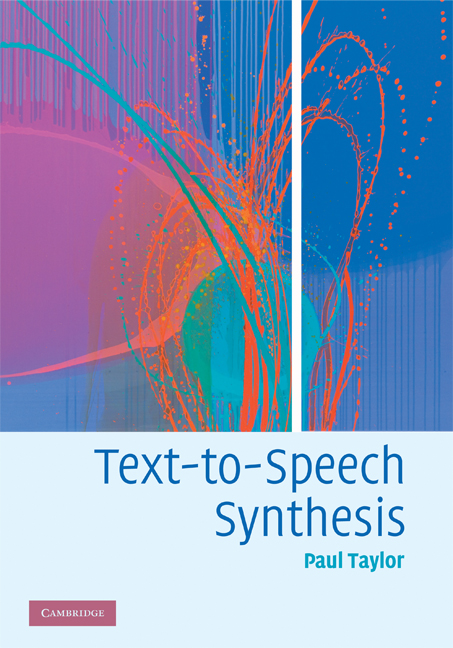 Text-to-Speech
Synthesis
Paul Taylor
CAMBRIDGE